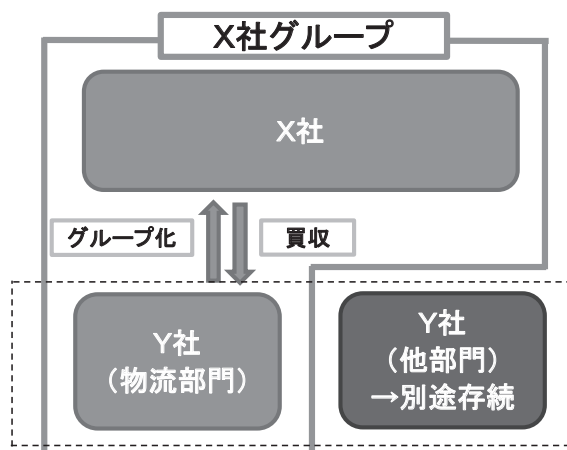 X社グループ
X社
グループ化
買収
Y社
（物流部門）
Y社
（他部門）
→別途存続